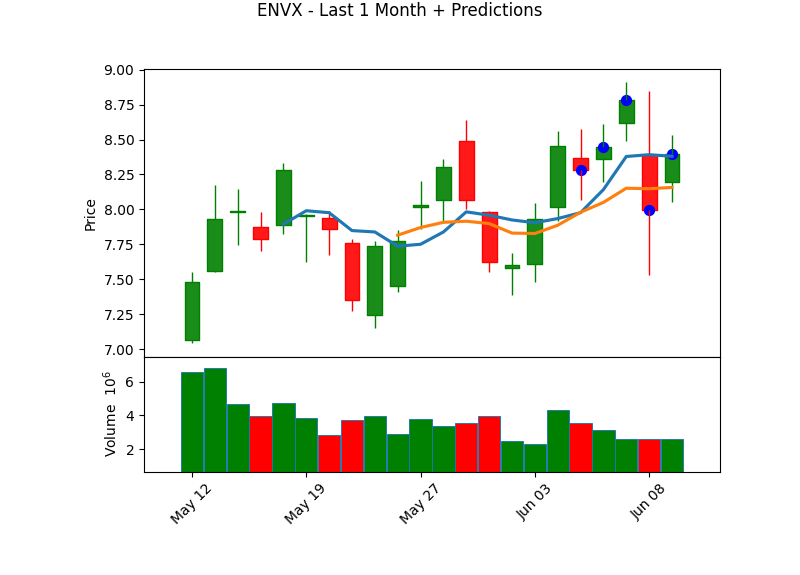 ENVX - Last 1 Month + Predictions
9.00
8.75
8.50
8.25
8.00
7.75
7.50
7.25
7.00
Price
6
4
2
Volume 10^6
May 12
May 19
May 27
Jun 03
Jun 08